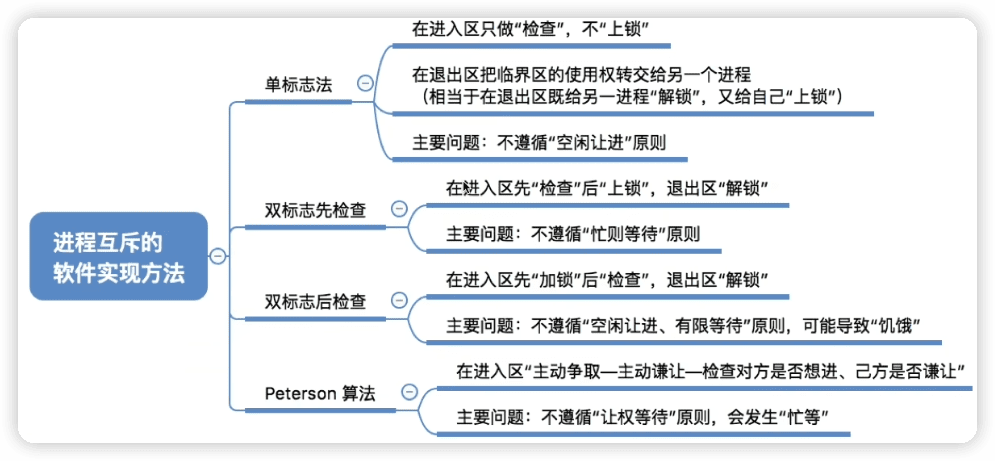 进程互斥的
软件实现方法
单标志法
在进入区只做“检查”，不“上锁”
在退出区把临界区的使用权转交给另一个进程
（相当于在退出区既给另一进程“解锁”，又给自己“上锁”）
主要问题：不遵循“空闲让进”原则
双标志先检查
在进入区先“检查”后“上锁”，退出区“解锁”
主要问题：不遵循“忙则等待”原则
双标志后检查
在进入区先“加锁”后“检查”，退出区“解锁”
主要问题：不遵循“空闲让进、有限等待”原则，可能导致“饥饿”
Peterson 算法
在进入区“主动争取—主动谦让—检查对方是否想进、己方是否谦让”
主要问题：不遵循“让权等待”原则，会发生“忙等”